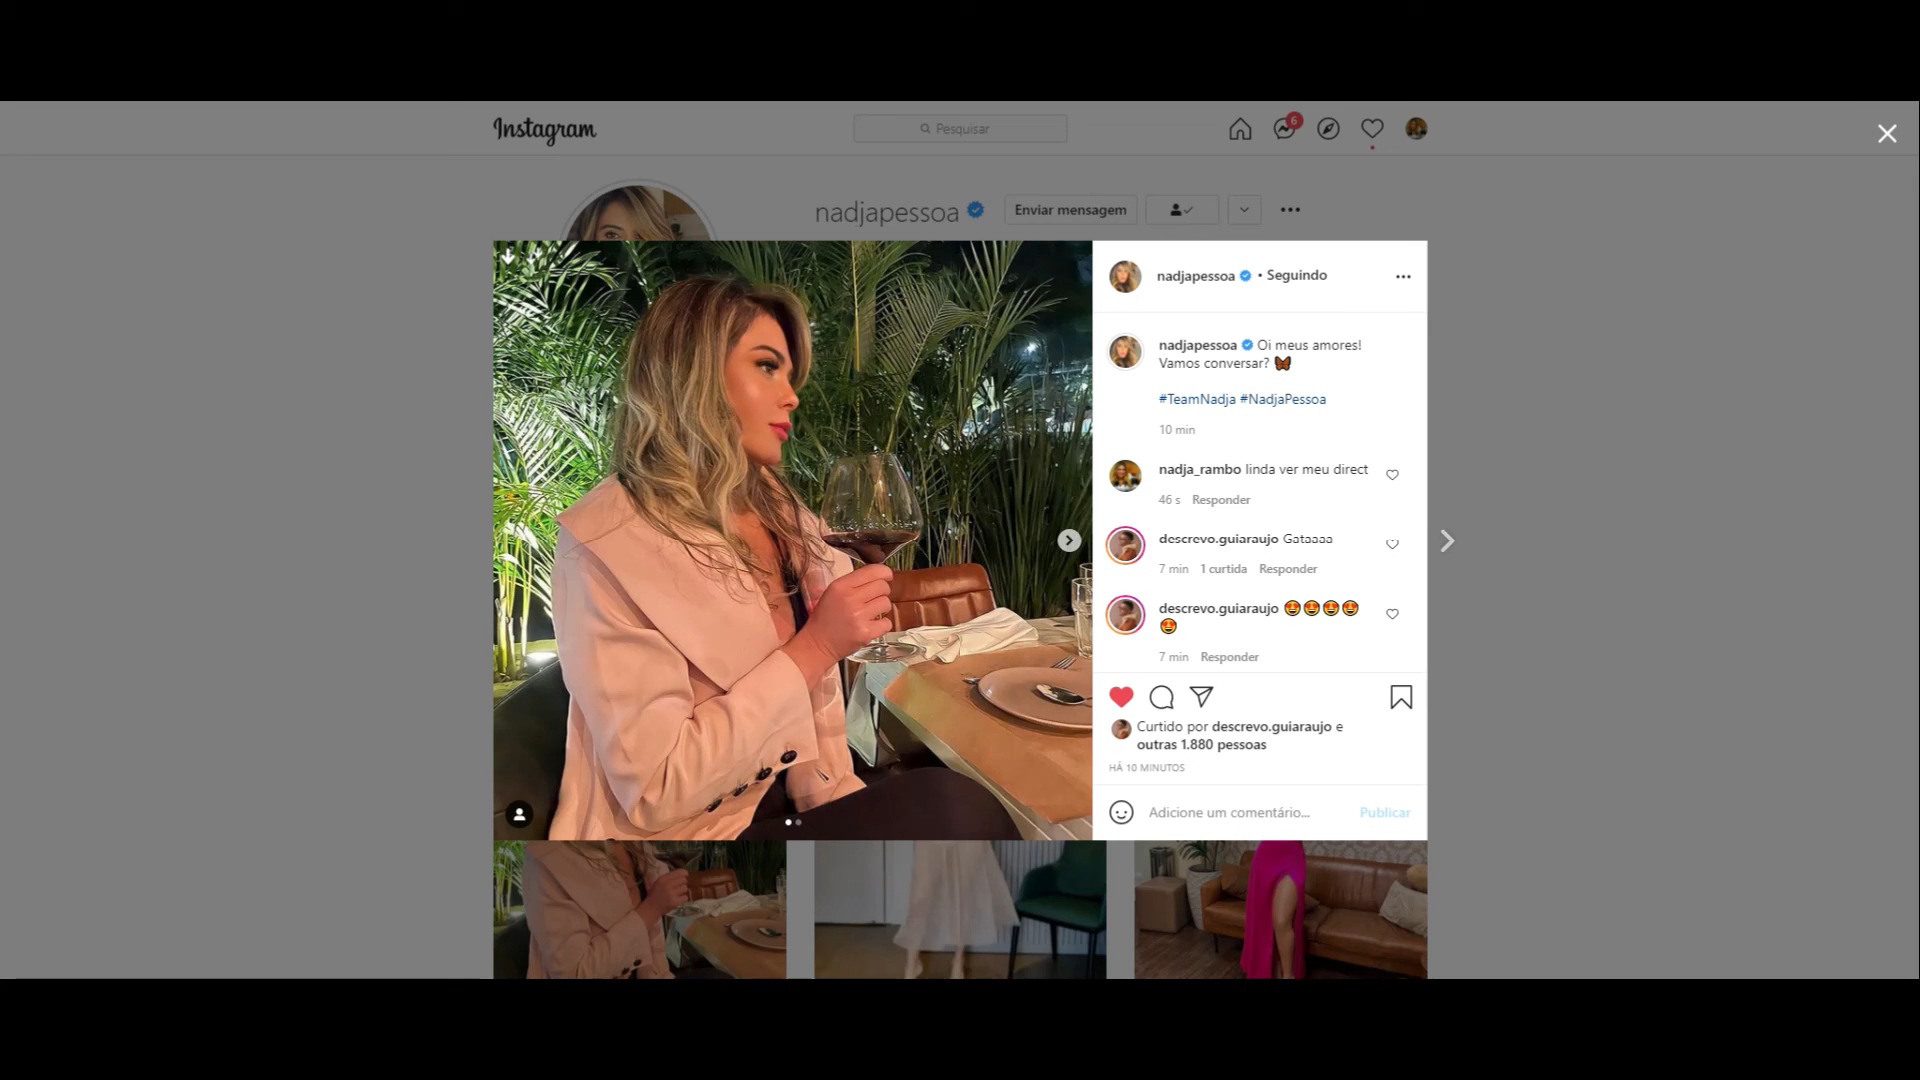 Instagram
Pesquisar
6
nadjapessoa
Enviar mensagem
nadjapessoa • Seguindo
nadjapessoa Oi meus amores!
Vamos conversar? 🦋
#TeamNadja #NadjaPessoa
10 min
nadja_rambo linda ver meu direct
46 s Responder
descrevo.guiaraujo Gataaaa
7 min 1 curtida Responder
descrevo.guiaraujo 🤩🤩🤩🤩
🤩
7 min Responder
Curtido por descrevo.guiaraujo e
outras 1.880 pessoas
HÁ 10 MINUTOS
Adicione um comentário...
Publicar